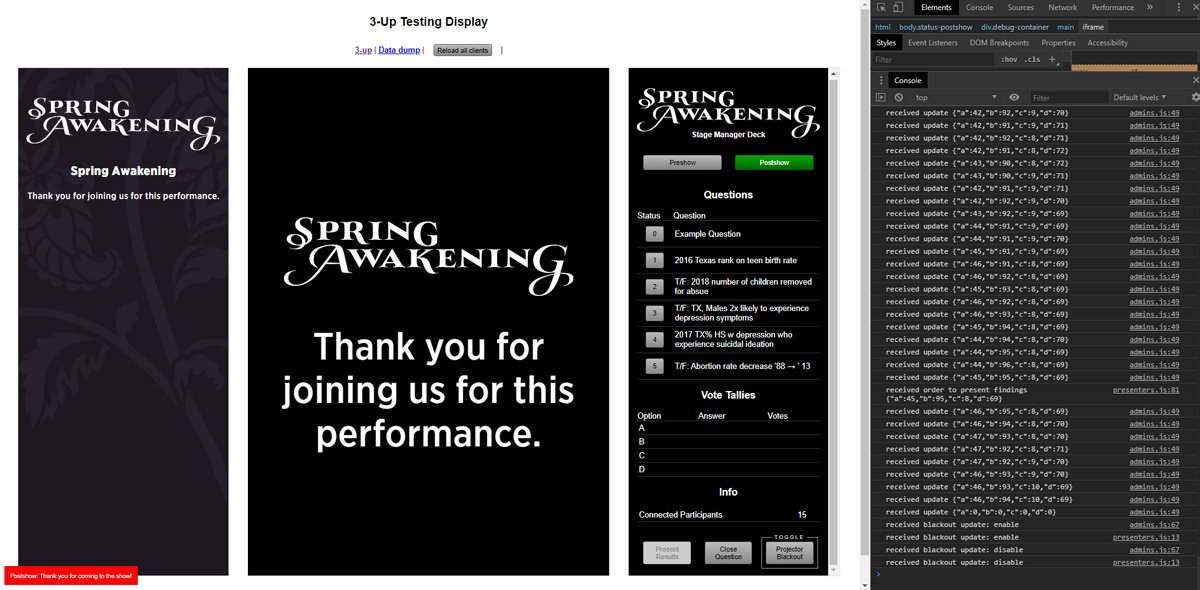 3-Up Testing Display
3-up | Data dump | Reload all clients |
SPRING
AWAKENING
Spring Awakening
Thank you for joining us for this performance.
Postshow: Thank you for coming to the show!
SPRING
AWAKENING
Thank you for
joining us for this
performance.
SPRING
AWAKENING
Stage Manager Deck
Preshow Postshow
Questions
Status Question
0 Example Question
1 2016 Texas rank on teen birth rate
2 T/F: 2018 number of children removed
for absue
3 T/F: TX, Males 2x likely to experience
depression symptoms
4 2017 TX% HS w depression who
experience suicidal ideation
5 T/F: Abortion rate decrease '88 → ' 13
Vote Tallies
Option Answer Votes
A
B
C
D
Info
Connected Participants 15
TOGGLE
Present
Results
Close
Question
Projector
Blackout
Elements Console Sources Network Performance »
html body.status-postshow div.debug-container main iframe
Styles Event Listeners DOM Breakpoints Properties Accessibility
Filter :hov .cls +
Console
top Filter Default levels
received update {"a":42,"b":92,"c":9,"d":70} admins.js:49
received update {"a":42,"b":91,"c":9,"d":71} admins.js:49
received update {"a":42,"b":92,"c":8,"d":71} admins.js:49
received update {"a":42,"b":91,"c":8,"d":72} admins.js:49
received update {"a":43,"b":90,"c":8,"d":72} admins.js:49
received update {"a":43,"b":90,"c":9,"d":71} admins.js:49
received update {"a":42,"b":91,"c":9,"d":71} admins.js:49
received update {"a":42,"b":92,"c":9,"d":70} admins.js:49
received update {"a":43,"b":92,"c":9,"d":69} admins.js:49
received update {"a":44,"b":91,"c":9,"d":69} admins.js:49
received update {"a":44,"b":91,"c":9,"d":70} admins.js:49
received update {"a":45,"b":91,"c":9,"d":69} admins.js:49
received update {"a":46,"b":91,"c":8,"d":69} admins.js:49
received update {"a":46,"b":92,"c":8,"d":69} admins.js:49
received update {"a":45,"b":93,"c":8,"d":69} admins.js:49
received update {"a":46,"b":92,"c":8,"d":69} admins.js:49
received update {"a":45,"b":94,"c":8,"d":69} admins.js:49
received update {"a":44,"b":94,"c":8,"d":70} admins.js:49
received update {"a":44,"b":95,"c":8,"d":69} admins.js:49
received update {"a":44,"b":96,"c":8,"d":69} admins.js:49
received update {"a":45,"b":95,"c":8,"d":69} admins.js:49
received order to present findings presenters.js:81
{"a":45,"b":95,"c":8,"d":69}
received update {"a":46,"b":95,"c":8,"d":69} admins.js:49
received update {"a":46,"b":94,"c":8,"d":70} admins.js:49
received update {"a":47,"b":93,"c":8,"d":70} admins.js:49
received update {"a":47,"b":92,"c":8,"d":71} admins.js:49
received update {"a":47,"b":92,"c":9,"d":70} admins.js:49
received update {"a":46,"b":93,"c":9,"d":70} admins.js:49
received update {"a":46,"b":93,"c":10,"d":69} admins.js:49
received update {"a":46,"b":94,"c":10,"d":69} admins.js:49
received update {"a":0,"b":0,"c":0,"d":0} admins.js:49
received blackout update: enable admins.js:67
received blackout update: enable presenters.js:13
received blackout update: disable admins.js:67
received blackout update: disable presenters.js:13